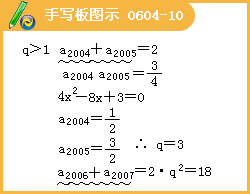 手写板图示 0604-10
q>1 a₂₀₀₄+a₂₀₀₅=2
a₂₀₀₄ a₂₀₀₅=3/4
4x²-8x+3=0
a₂₀₀₄=1/2
a₂₀₀₅=3/2 ∴ q=3
a₂₀₀₆+a₂₀₀₇=2·q²=18